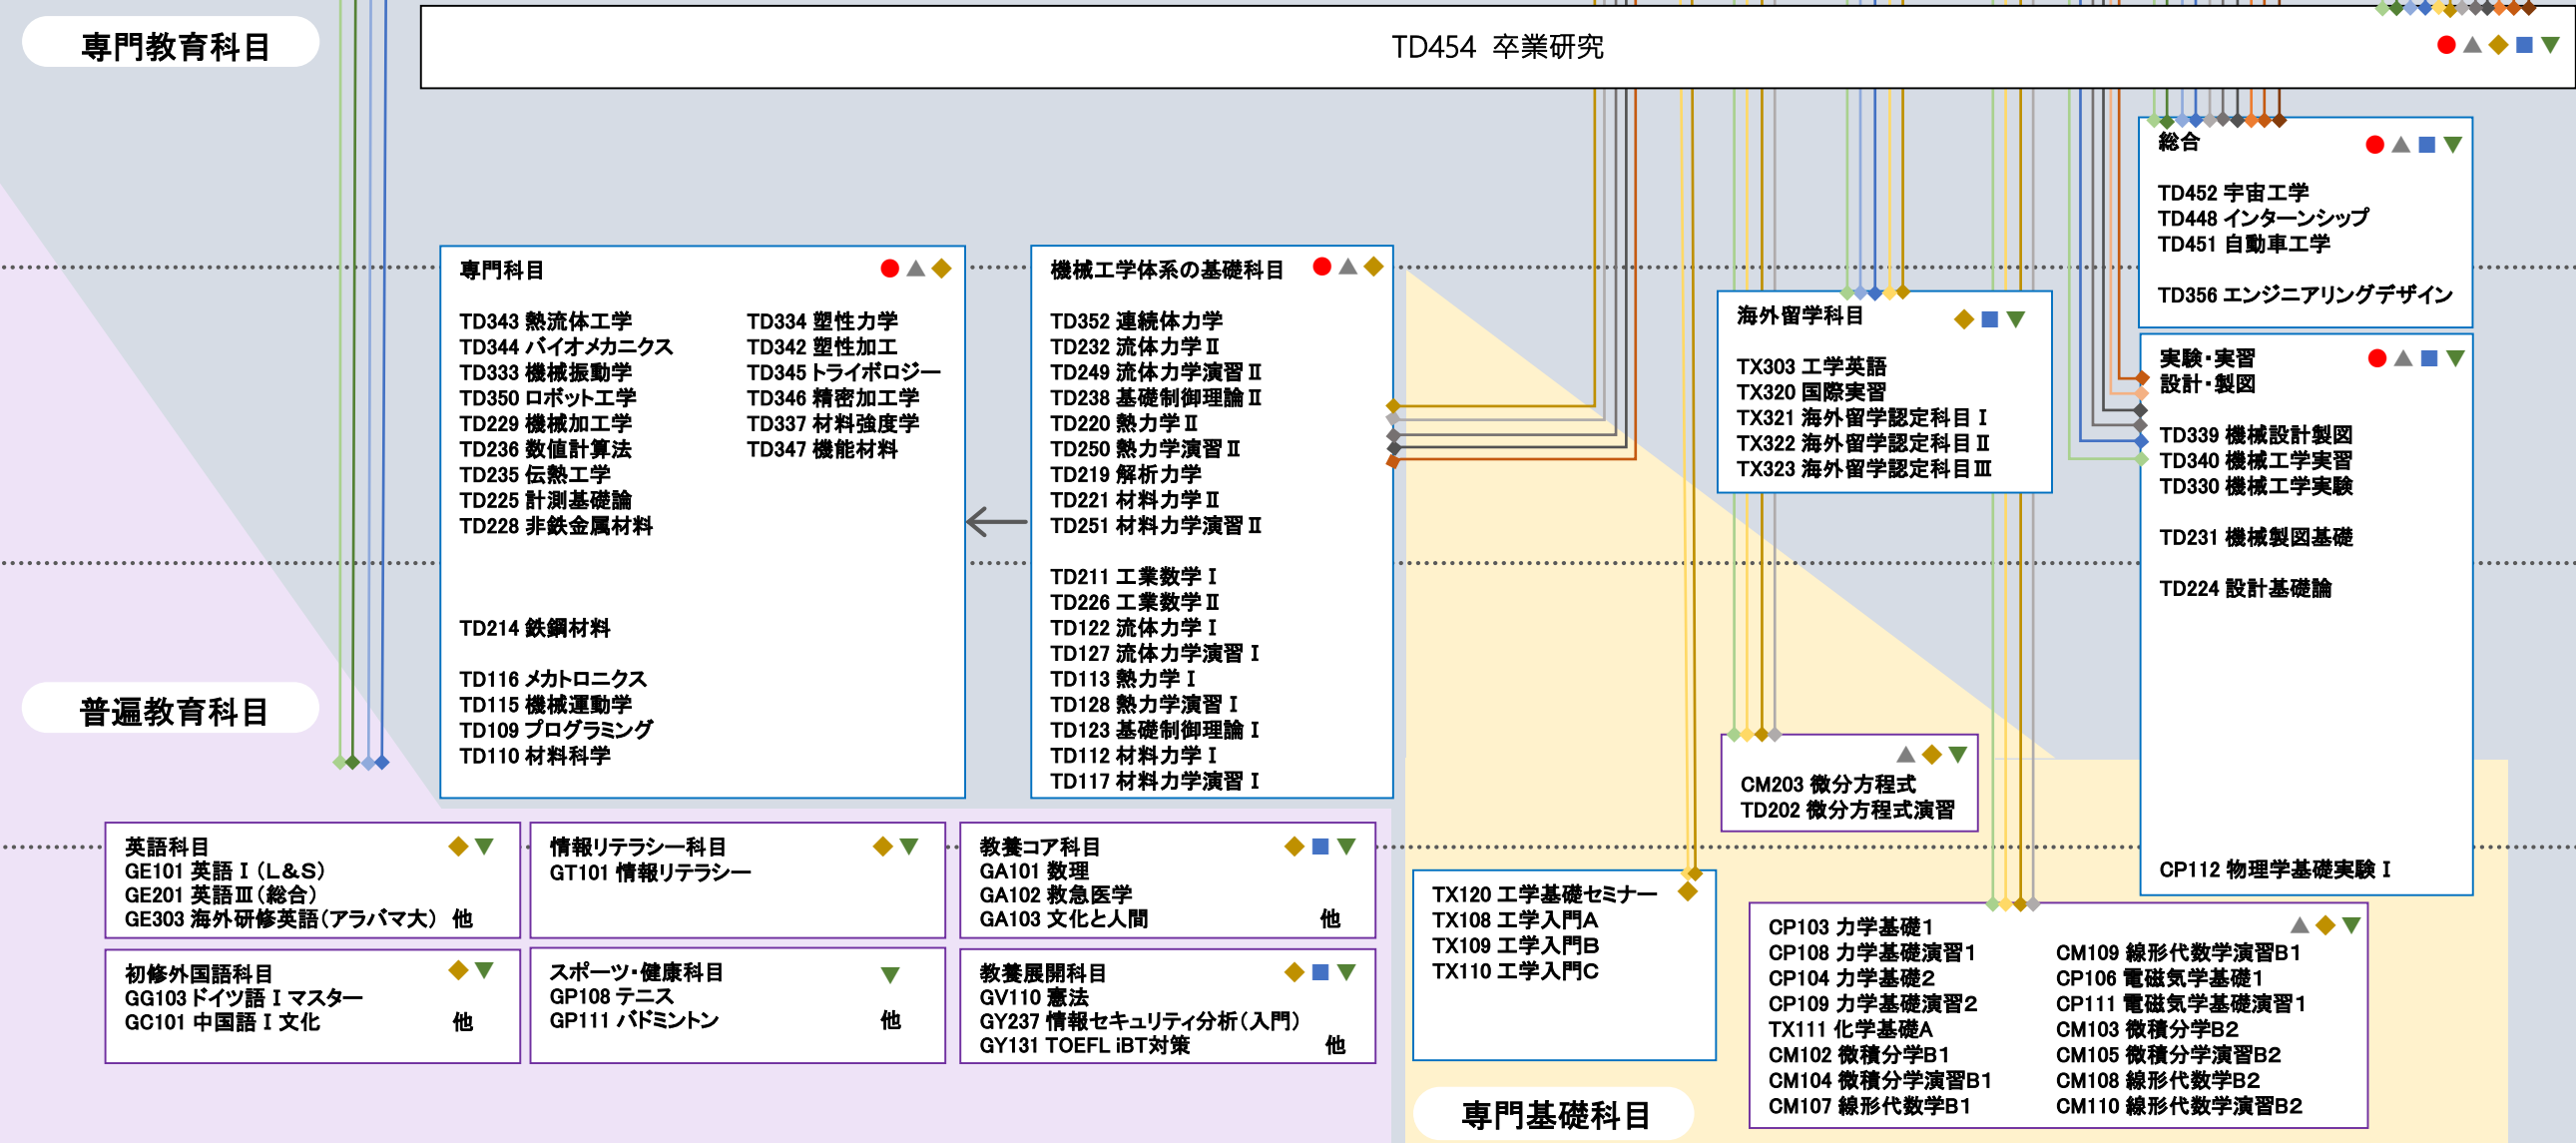 専門教育科目
TD454 卒業研究
総合
TD452 宇宙工学
TD448 インターンシップ
TD451 自動車工学
TD356 エンジニアリングデザイン
専門科目
TD343 熱流体工学
TD344 バイオメカニクス
TD333 機械振動学
TD350 ロボット工学
TD229 機械加工学
TD236 数値計算法
TD235 伝熱工学
TD225 計測基礎論
TD228 非鉄金属材料
TD214 鉄鋼材料
TD116 メカトロニクス
TD115 機械運動学
TD109 プログラミング
TD110 材料科学
TD334 塑性力学
TD342 塑性加工
TD345 トライボロジー
TD346 精密加工学
TD337 材料強度学
TD347 機能材料
機械工学体系の基礎科目
TD352 連続体力学
TD232 流体力学Ⅱ
TD249 流体力学演習Ⅱ
TD238 基礎制御理論Ⅱ
TD220 熱力学Ⅱ
TD250 熱力学演習Ⅱ
TD219 解析力学
TD221 材料力学Ⅱ
TD251 材料力学演習Ⅱ
TD211 工業数学Ⅰ
TD226 工業数学Ⅱ
TD122 流体力学Ⅰ
TD127 流体力学演習Ⅰ
TD113 熱力学Ⅰ
TD128 熱力学演習Ⅰ
TD123 基礎制御理論Ⅰ
TD112 材料力学Ⅰ
TD117 材料力学演習Ⅰ
海外留学科目
TX303 工学英語
TX320 国際実習
TX321 海外留学認定科目Ⅰ
TX322 海外留学認定科目Ⅱ
TX323 海外留学認定科目Ⅲ
実験・実習
設計・製図
TD339 機械設計製図
TD340 機械工学実習
TD330 機械工学実験
TD231 機械製図基礎
TD224 設計基礎論
CP112 物理学基礎実験Ⅰ
普遍教育科目
CM203 微分方程式
TD202 微分方程式演習
英語科目
GE101 英語Ⅰ（L&S）
GE201 英語Ⅲ（総合）
GE303 海外研修英語（アラバマ大） 他
情報リテラシー科目
GT101 情報リテラシー
教養コア科目
GA101 数理
GA102 救急医学
GA103 文化と人間 他
初修外国語科目
GG103 ドイツ語Ⅰマスター
GC101 中国語Ⅰ文化 他
スポーツ・健康科目
GP108 テニス
GP111 バドミントン 他
教養展開科目
GV110 憲法
GY237 情報セキュリティ分析（入門）
GY131 TOEFL iBT対策 他
TX120 工学基礎セミナー
TX108 工学入門A
TX109 工学入門B
TX110 工学入門C
CP103 力学基礎1
CP108 力学基礎演習1
CP104 力学基礎2
CP109 力学基礎演習2
TX111 化学基礎A
CM102 微積分学B1
CM104 微積分学演習B1
CM107 線形代数学B1
CM109 線形代数学演習B1
CP106 電磁気学基礎1
CP111 電磁気学基礎演習1
CM103 微積分学B2
CM105 微積分学演習B2
CM108 線形代数学B2
CM110 線形代数学演習B2
専門基礎科目